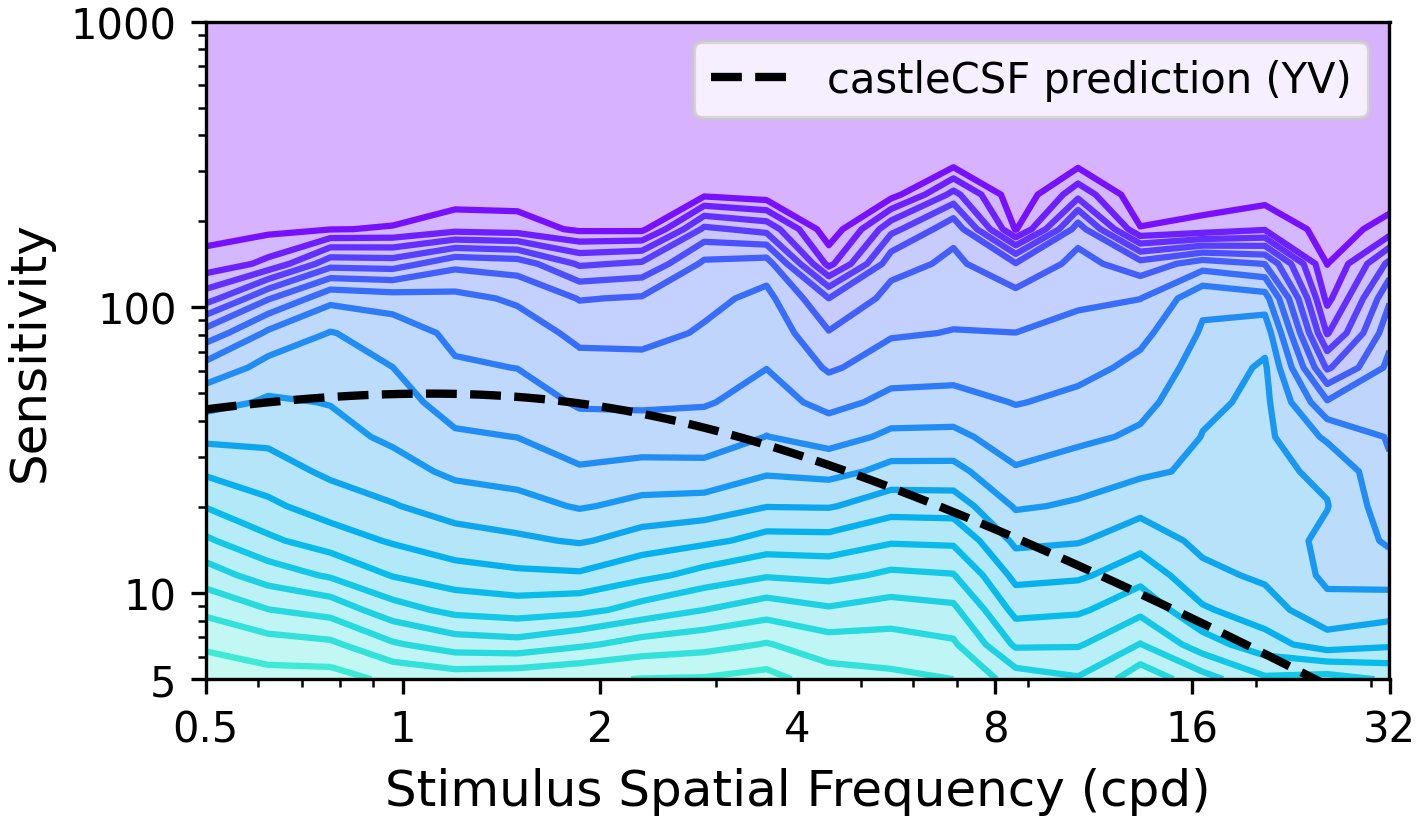 1000
castleCSF prediction (YV)
Sensitivity
100
10
5
0.5 1 2 4 8 16 32
Stimulus Spatial Frequency (cpd)